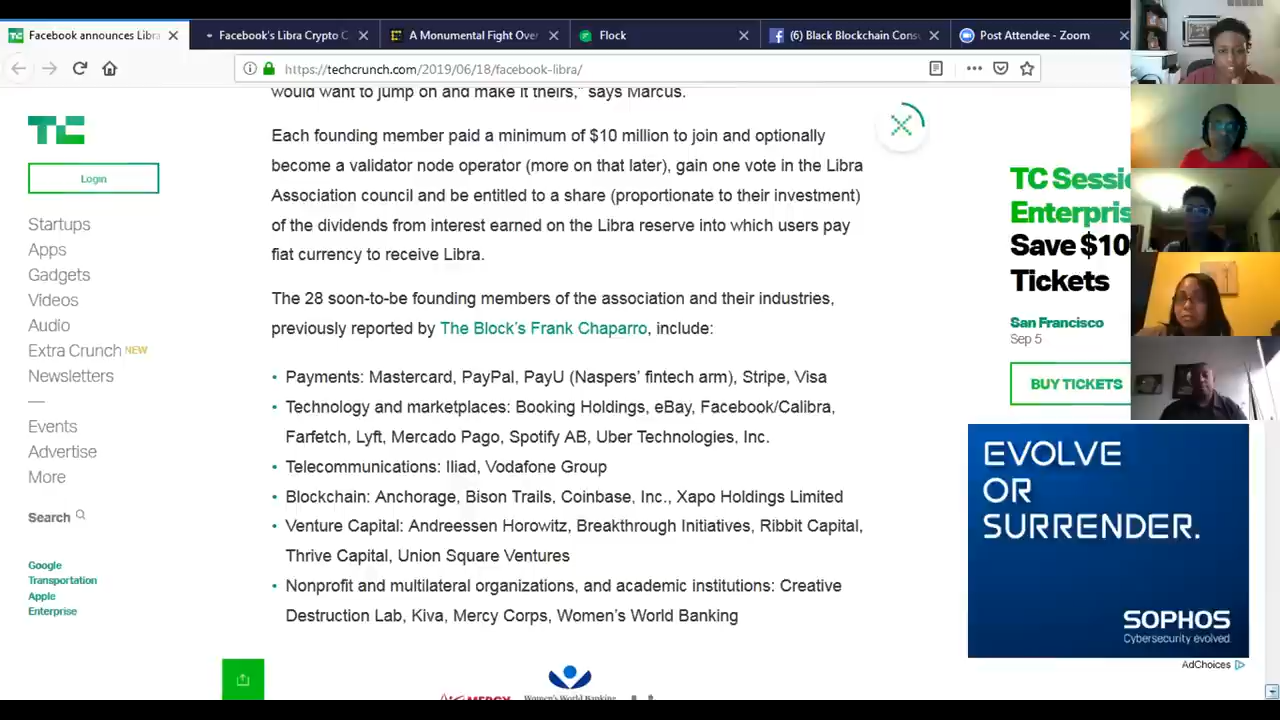 Facebook announces Libra
Facebook's Libra Crypto C
A Monumental Fight Over
Flock
(6) Black Blockchain Cons
Post Attendee - Zoom
https://techcrunch.com/2019/06/18/facebook-libra/
would want to jump on and make it theirs," says Marcus.
TC
Login
Startups
Apps
Gadgets
Videos
Audio
Extra Crunch NEW
Newsletters
Events
Advertise
More
Search
Google
Transportation
Apple
Enterprise
Each founding member paid a minimum of $10 million to join and optionally
become a validator node operator (more on that later), gain one vote in the Libra
Association council and be entitled to a share (proportionate to their investment)
of the dividends from interest earned on the Libra reserve into which users pay
fiat currency to receive Libra.
The 28 soon-to-be founding members of the association and their industries,
previously reported by The Block's Frank Chaparro, include:
• Payments: Mastercard, PayPal, PayU (Naspers' fintech arm), Stripe, Visa
• Technology and marketplaces: Booking Holdings, eBay, Facebook/Calibra,
Farfetch, Lyft, Mercado Pago, Spotify AB, Uber Technologies, Inc.
• Telecommunications: Iliad, Vodafone Group
• Blockchain: Anchorage, Bison Trails, Coinbase, Inc., Xapo Holdings Limited
• Venture Capital: Andreessen Horowitz, Breakthrough Initiatives, Ribbit Capital,
Thrive Capital, Union Square Ventures
• Nonprofit and multilateral organizations, and academic institutions: Creative
Destruction Lab, Kiva, Mercy Corps, Women's World Banking
MERCY
Women's World Banking
TC Sessi
Enterpris
Save $10
Tickets
San Francisco
Sep 5
BUY TICKETS
EVOLVE
OR
SURRENDER.
SOPHOS
Cybersecurity evolved.
AdChoices